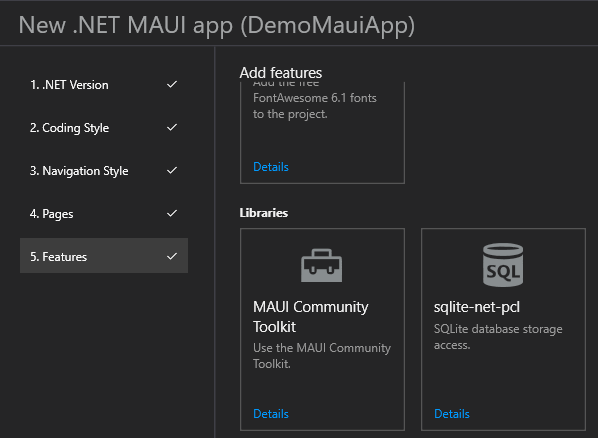 New .NET MAUI app (DemoMauiApp)
1. .NET Version
2. Coding Style
3. Navigation Style
4. Pages
5. Features
Add features
Add the free
FontAwesome 6.1 fonts
to the project.
Details
Libraries
MAUI Community
Toolkit
Use the MAUI Community
Toolkit.
Details
SQL
sqlite-net-pcl
SQLite database storage
access.
Details